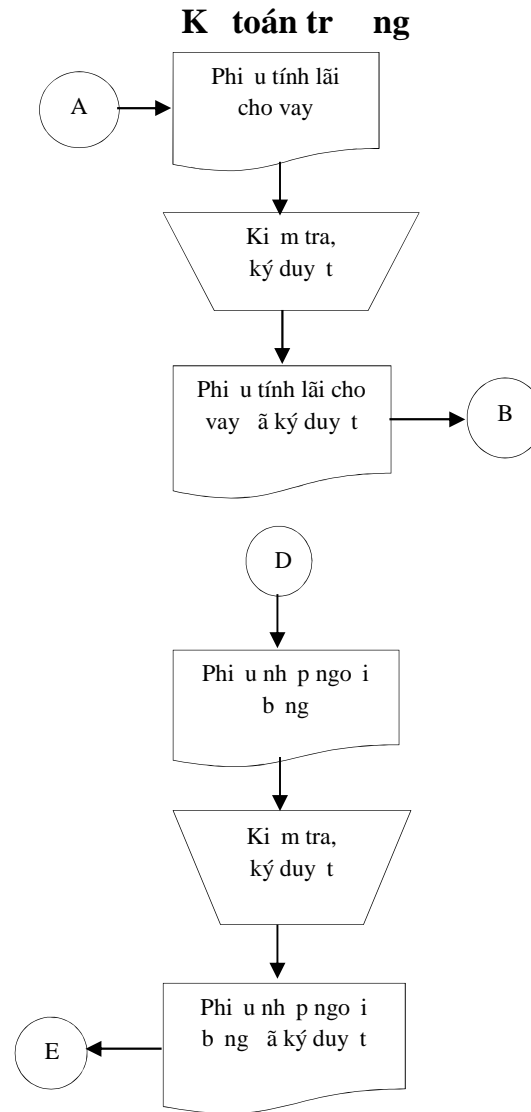 K toán tr ng
A
Phi u tính lãi
cho vay
Ki m tra,
ký duy t
Phi u tính lãi cho
vay ã ký duy t
B
D
Phi u nh p ngo i
b ng
Ki m tra,
ký duy t
Phi u nh p ngo i
b ng ã ký duy t
E